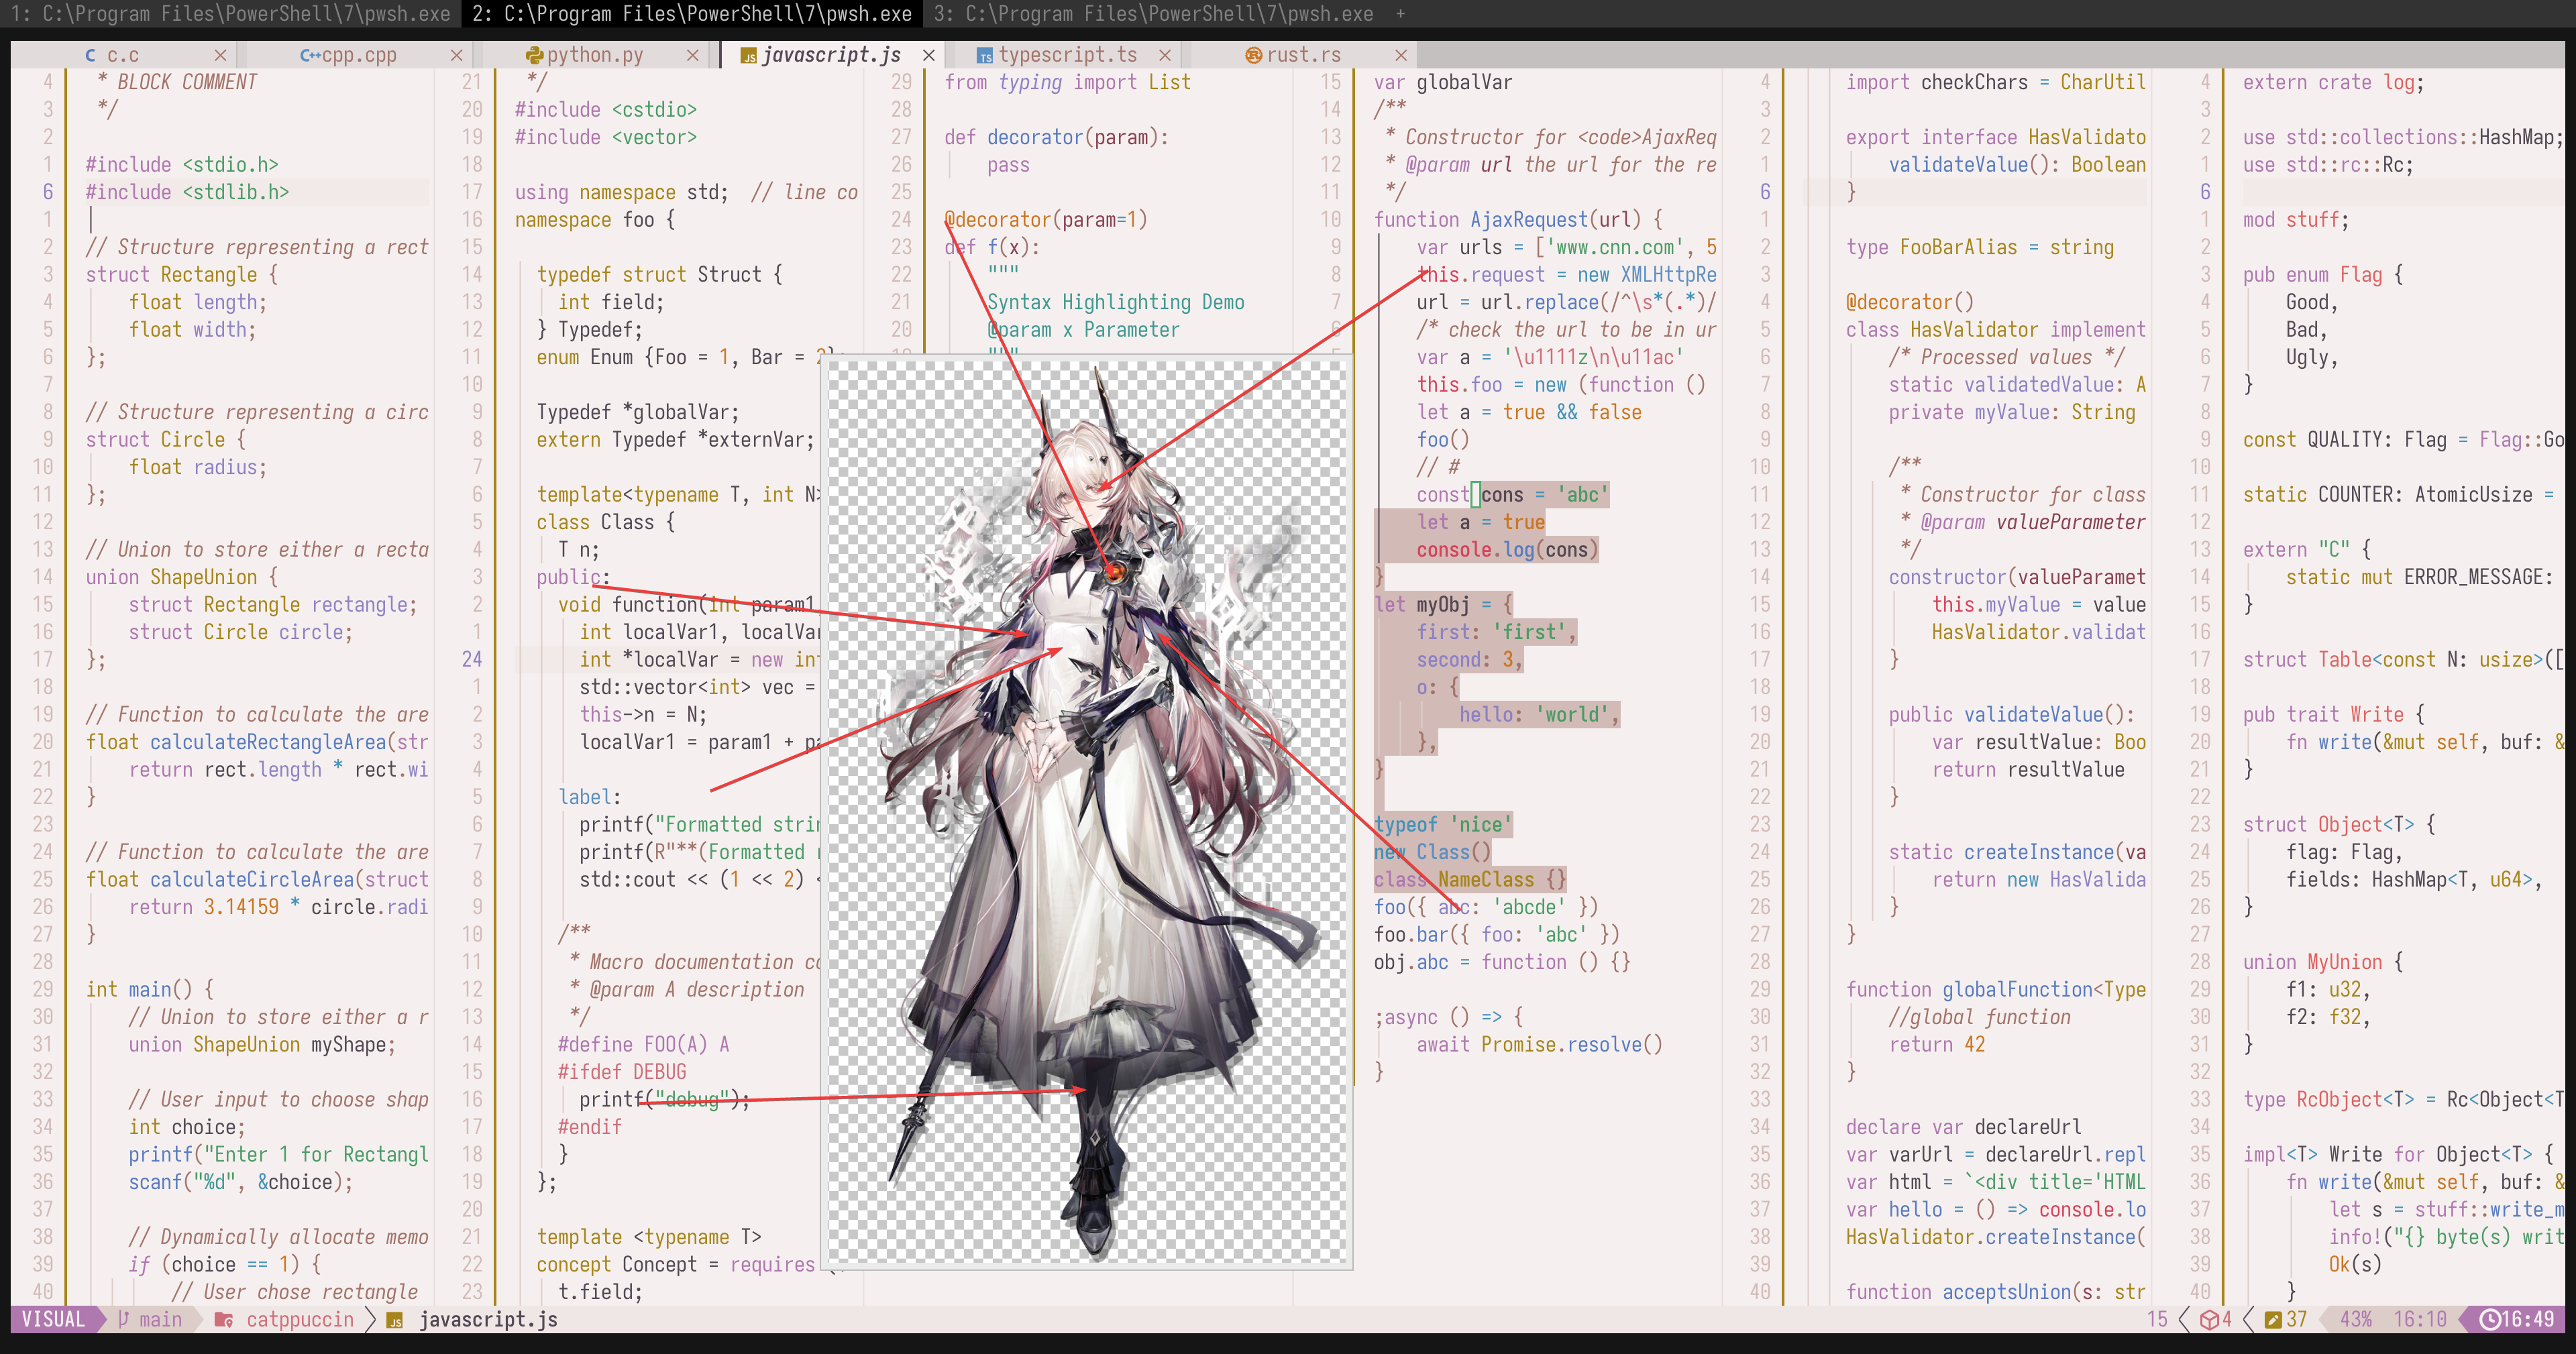 1: C:\Program Files\PowerShell\7\pwsh.exe 2: C:\Program Files\PowerShell\7\pwsh.exe 3: C:\Program Files\PowerShell\7\pwsh.exe +
c.c
cpp.cpp
python.py
javascript.js
typescript.ts
rust.rs
4 * BLOCK COMMENT
3 */
2
1 #include <stdio.h>
6 #include <stdlib.h>
1
2 // Structure representing a rect
3 struct Rectangle {
4 float length;
5 float width;
6 };
7
8 // Structure representing a circ
9 struct Circle {
10 float radius;
11 };
12
13 // Union to store either a recta
14 union ShapeUnion {
15 struct Rectangle rectangle;
16 struct Circle circle;
17 };
18
19 // Function to calculate the are
20 float calculateRectangleArea(str
21 return rect.length * rect.wi
22 }
23
24 // Function to calculate the are
25 float calculateCircleArea(struct
26 return 3.14159 * circle.radi
27 }
28
29 int main() {
30 // Union to store either a r
31 union ShapeUnion myShape;
32
33 // User input to choose shap
34 int choice;
35 printf("Enter 1 for Rectangl
36 scanf("%d", &choice);
37
38 // Dynamically allocate memo
39 if (choice == 1) {
40 // User chose rectangle
21 */
20 #include <cstdio>
19 #include <vector>
18
17 using namespace std; // line co
16 namespace foo {
15
14 typedef struct Struct {
13 int field;
12 } Typedef;
11 enum Enum {Foo = 1, Bar = 2};
10
9 Typedef *globalVar;
8 extern Typedef *externVar;
7
6 template<typename T, int N>
5 class Class {
4 T n;
3 public:
2 void function(int param1
1 int localVar1, localVar
24 int *localVar = new int
1 std::vector<int> vec =
2 this->n = N;
3 localVar1 = param1 + pa
4
5 label:
6 printf("Formatted strin
7 printf(R"**(Formatted
8 std::cout << (1 << 2)
9
10 /**
11 * Macro documentation co
12 * @param A description
13 */
14 #define FOO(A) A
15 #ifdef DEBUG
16 printf("debug");
17 #endif
18 }
19 };
20
21 template <typename T>
22 concept Concept = requires
23 t.field;
29 from typing import List
28
27 def decorator(param):
26 pass
25
24 @decorator(param=1)
23 def f(x):
22 """
21 Syntax Highlighting Demo
20 @param x Parameter
15 var globalVar
14 /**
13 * Constructor for <code>AjaxReq
12 * @param url the url for the re
11 */
10 function AjaxRequest(url) {
9 var urls = ['www.cnn.com', 5
8 this.request = new XMLHttpRe
7 url = url.replace(/^\s*(.*)/
6 /* check the url to be in ur
var a = '\u1111z\n\u11ac'
this.foo = new (function ()
let a = true && false
foo()
// #
const cons = 'abc'
let a = true
console.log(cons)
}
let myObj = {
first: 'first',
second: 3,
o: {
hello: 'world',
},
}
typeof 'nice'
new Class()
class NameClass {}
foo({ abc: 'abcde' })
foo.bar({ foo: 'abc' })
obj.abc = function () {}
;async () => {
await Promise.resolve()
}
4 import checkChars = CharUtil
3
2 export interface HasValidato
1 validateValue(): Boolean
6 }
1
2 type FooBarAlias = string
3
4 @decorator()
5 class HasValidator implement
6 /* Processed values */
7 static validatedValue: A
8 private myValue: String
9
10 /**
11 * Constructor for class
12 * @param valueParameter
13 */
14 constructor(valueParamet
15 this.myValue = value
16 HasValidator.validat
17 }
18
19 public validateValue():
20 var resultValue: Boo
21 return resultValue
22 }
23
24 static createInstance(va
25 return new HasValida
26 }
27 }
28
29 function globalFunction<Type
30 //global function
31 return 42
32 }
33
34 declare var declareUrl
35 var varUrl = declareUrl.repl
36 var html = `<div title='HTML
37 var hello = () => console.lo
38 HasValidator.createInstance(
39
40 function acceptsUnion(s: str
4 extern crate log;
3
2 use std::collections::HashMap;
1 use std::rc::Rc;
6
1 mod stuff;
2
3 pub enum Flag {
4 Good,
5 Bad,
6 Ugly,
7 }
8
9 const QUALITY: Flag = Flag::Go
10
11 static COUNTER: AtomicUsize =
12
13 extern "C" {
14 static mut ERROR_MESSAGE:
15 }
16
17 struct Table<const N: usize>([
18
19 pub trait Write {
20 fn write(&mut self, buf: &
21 }
22
23 struct Object<T> {
24 flag: Flag,
25 fields: HashMap<T, u64>,
26 }
27
28 union MyUnion {
29 f1: u32,
30 f2: f32,
31 }
32
33 type RcObject<T> = Rc<Object<T
34
35 impl<T> Write for Object<T> {
36 fn write(&mut self, buf: &
37 let s = stuff::write_m
38 info!("{} byte(s) writ
39 Ok(s)
40 }
VISUAL main catppuccin javascript.js 15 4 37 43% 16:10 16:49